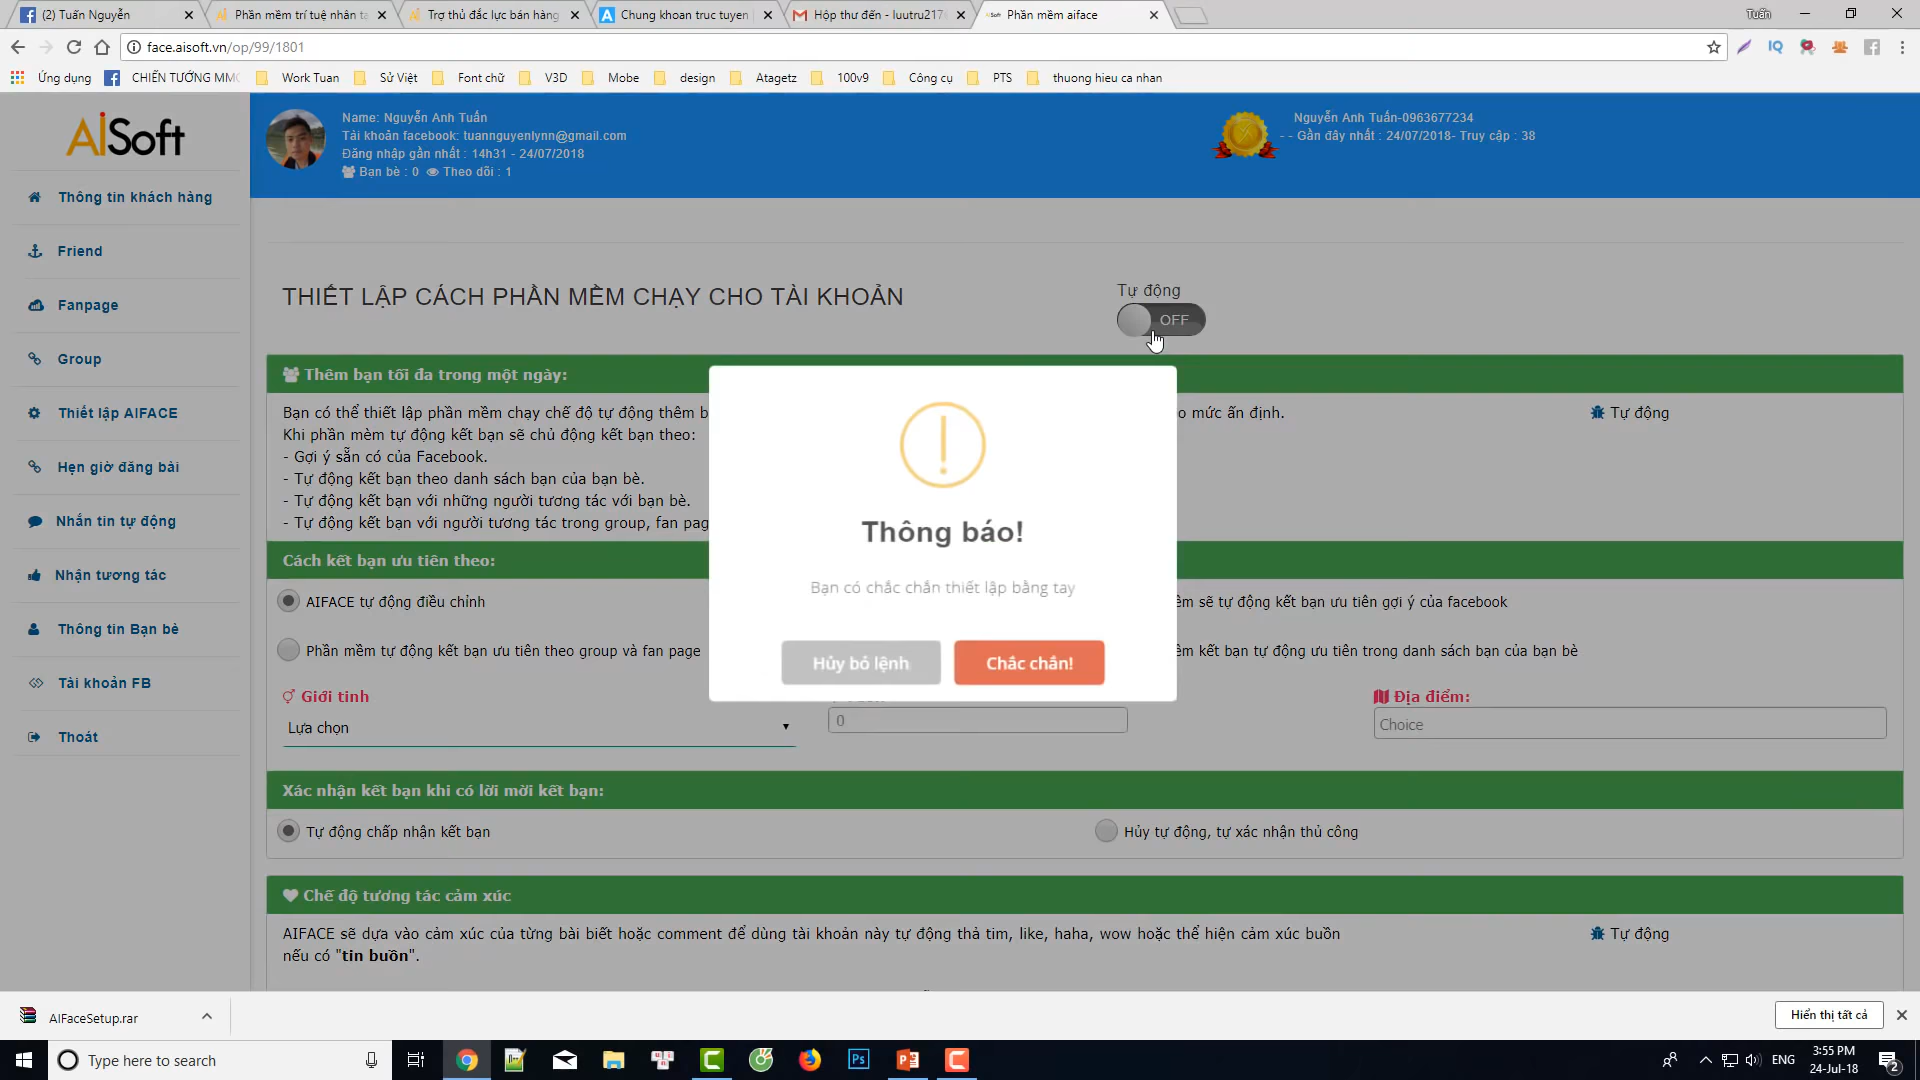 (2) Tuấn Nguyễn
Phần mềm trí tuệ nhân tạ
Trợ thủ đắc lực bán hàng
Chung khoan truc tuyen
Hộp thư đến - luutru217
Phần mềm aiface
Tuấn
face.aisoft.vn/op/99/1801
Ứng dụng
CHIẾN TƯỚNG MMO
Work Tuan
Sử Việt
Font chữ
V3D
Mobe
design
Atagetz
100v9
Công cụ
PTS
thuong hieu ca nhan
AiSoft
Name: Nguyễn Anh Tuấn
Tài khoản facebook: tuannguyenlynn@gmail.com
Đăng nhập gần nhất : 14h31 - 24/07/2018
Bạn bè : 0 Theo dõi : 1
Nguyễn Anh Tuấn-0963677234
- - Gần đây nhất : 24/07/2018- Truy cập : 38
Thông tin khách hàng
Friend
Fanpage
Group
Thiết lập AIFACE
Hẹn giờ đăng bài
Nhắn tin tự động
Nhận tương tác
Thông tin Bạn bè
Tài khoản FB
Thoát
THIẾT LẬP CÁCH PHẦN MỀM CHẠY CHO TÀI KHOẢN
Tự động
OFF
Thêm bạn tối đa trong một ngày:
Bạn có thể thiết lập phần mềm chạy chế độ tự động thêm b
o mức ấn định.
Tự động
Khi phần mèm tự động kết bạn sẽ chủ động kết bạn theo:
- Gợi ý sẵn có của Facebook.
- Tự động kết bạn theo danh sách bạn của bạn bè.
- Tự động kết bạn với những người tương tác với bạn bè.
- Tự động kết bạn với người tương tác trong group, fan pag
Thông báo!
Bạn có chắc chắn thiết lập bằng tay
Hủy bỏ lệnh
Chắc chắn!
Cách kết bạn ưu tiên theo:
AIFACE tự động điều chỉnh
êm sẽ tự động kết bạn ưu tiên gợi ý của facebook
Phần mềm tự động kết bạn ưu tiên theo group và fan page
ềm kết bạn tự động ưu tiên trong danh sách bạn của bạn bè
Giới tính
Lựa chọn
0
Địa điểm:
Choice
Xác nhận kết bạn khi có lời mời kết bạn:
Tự động chấp nhận kết bạn
Hủy tự động, tự xác nhận thủ công
Chế độ tương tác cảm xúc
AIFACE sẽ dựa vào cảm xúc của từng bài biết hoặc comment để dùng tài khoản này tự động thả tim, like, haha, wow hoặc thể hiện cảm xúc buồn
nếu có "tin buồn".
Tự động
AIFaceSetup.rar
Hiển thị tất cả
Type here to search
ENG
3:55 PM
24-Jul-18
2